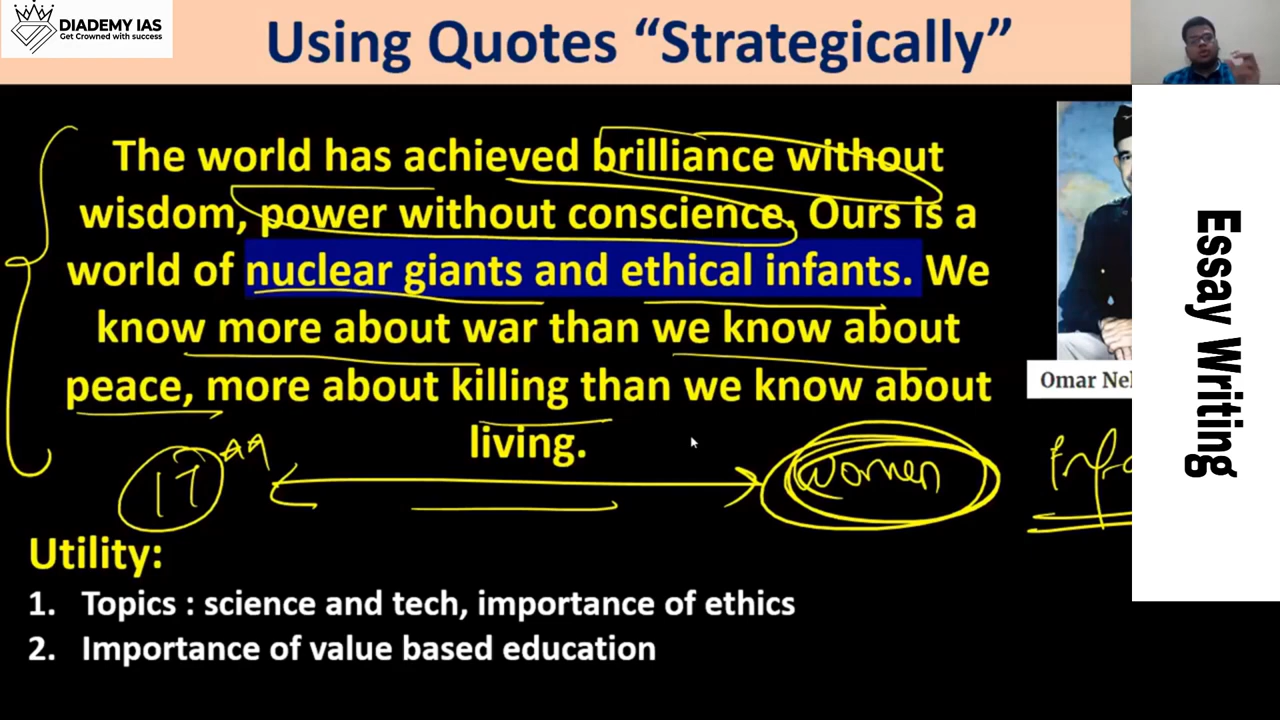 DIADEMY IAS
Get Crowned with success
Using Quotes “Strategically”
The world has achieved brilliance without
wisdom, power without conscience. Ours is a
world of nuclear giants and ethical infants. We
know more about war than we know about
peace, more about killing than we know about
living.
Omar Nel
17
women
Utility:
1. Topics : science and tech, importance of ethics
2. Importance of value based education
Essay Writing